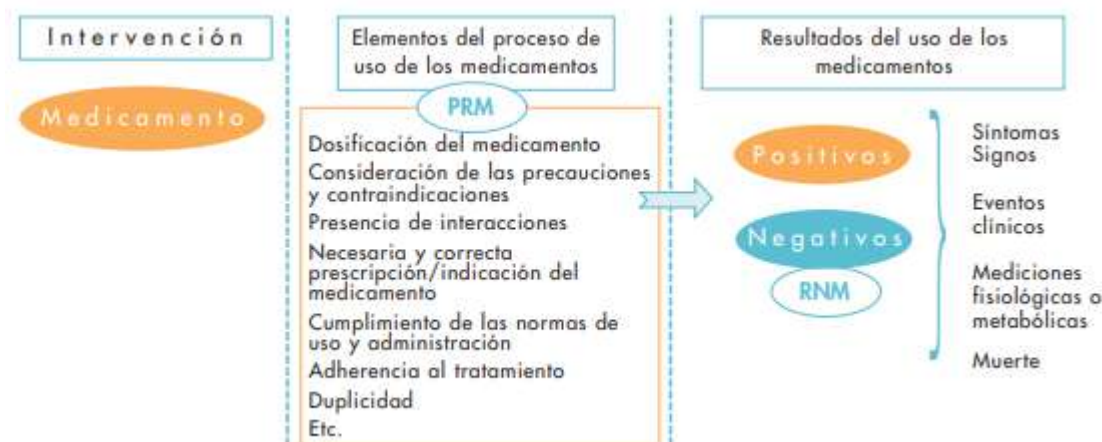 Intervención
Medicamento
Elementos del proceso de
uso de los medicamentos
PRM
Dosificación del medicamento
Consideración de las precauciones
y contraindicaciones
Presencia de interacciones
Necesaria y correcta
prescripción/indicación del
medicamento
Cumplimiento de las normas de
uso y administración
Adherencia al tratamiento
Duplicidad
Etc.
Resultados del uso de los
medicamentos
Positivos
Negativos
RNM
Síntomas
Signos
Eventos
clínicos
Mediciones
fisiológicas o
metabólicas
Muerte